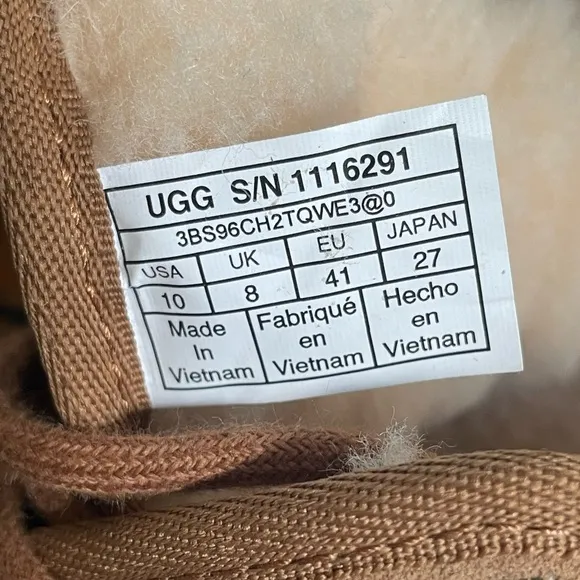 UGG S/N 1116291
3BS96CH2TQWE3@0
USA UK EU JAPAN
10 8 41 27
Made Fabriqué Hecho
In en en
Vietnam Vietnam Vietnam